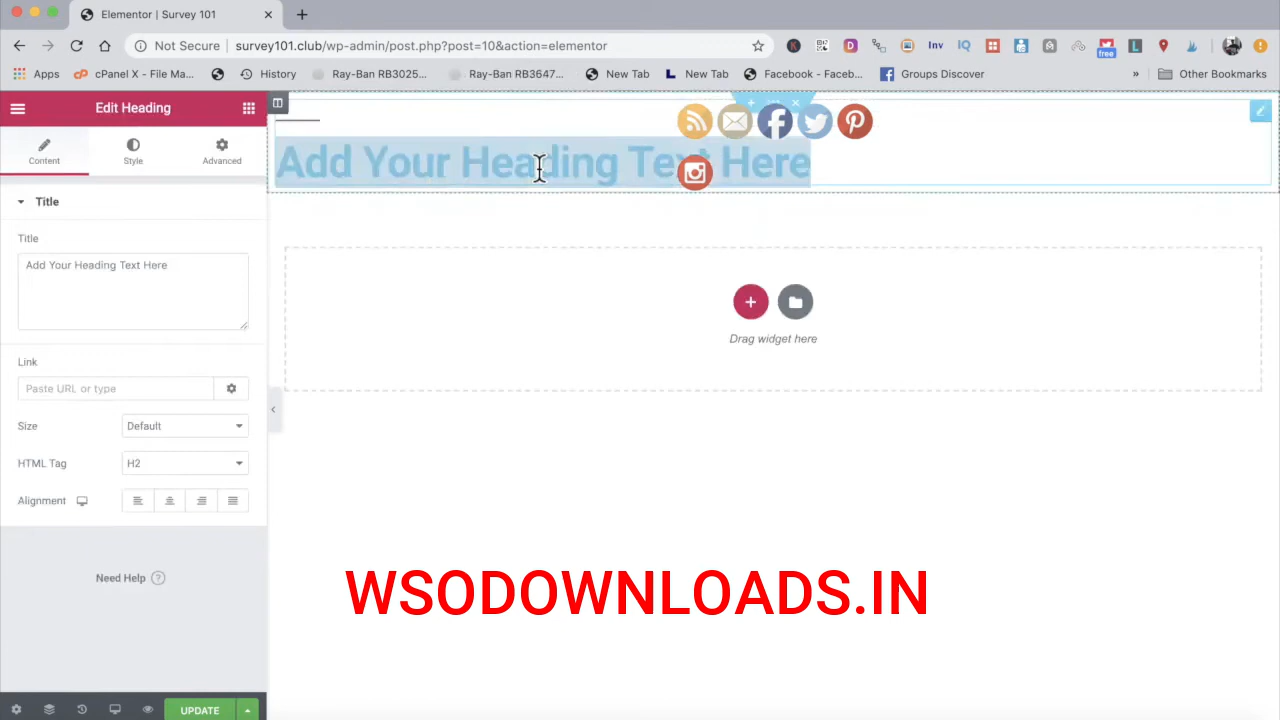 Elementor | Survey 101
Not Secure | survey101.club/wp-admin/post.php?post=10&action=elementor
Inv
IQ
free
Apps
cPanel X - File Ma...
History
Ray-Ban RB3025...
Ray-Ban RB3647...
New Tab
New Tab
Facebook - Faceb...
Groups Discover
»
Other Bookmarks
Edit Heading
Content
Style
Advanced
Add Your Heading Text Here
Title
Title
Add Your Heading Text Here
Drag widget here
Link
Paste URL or type
Size
Default
HTML Tag
H2
Alignment
Need Help
WSODOWNLOADS.IN
UPDATE